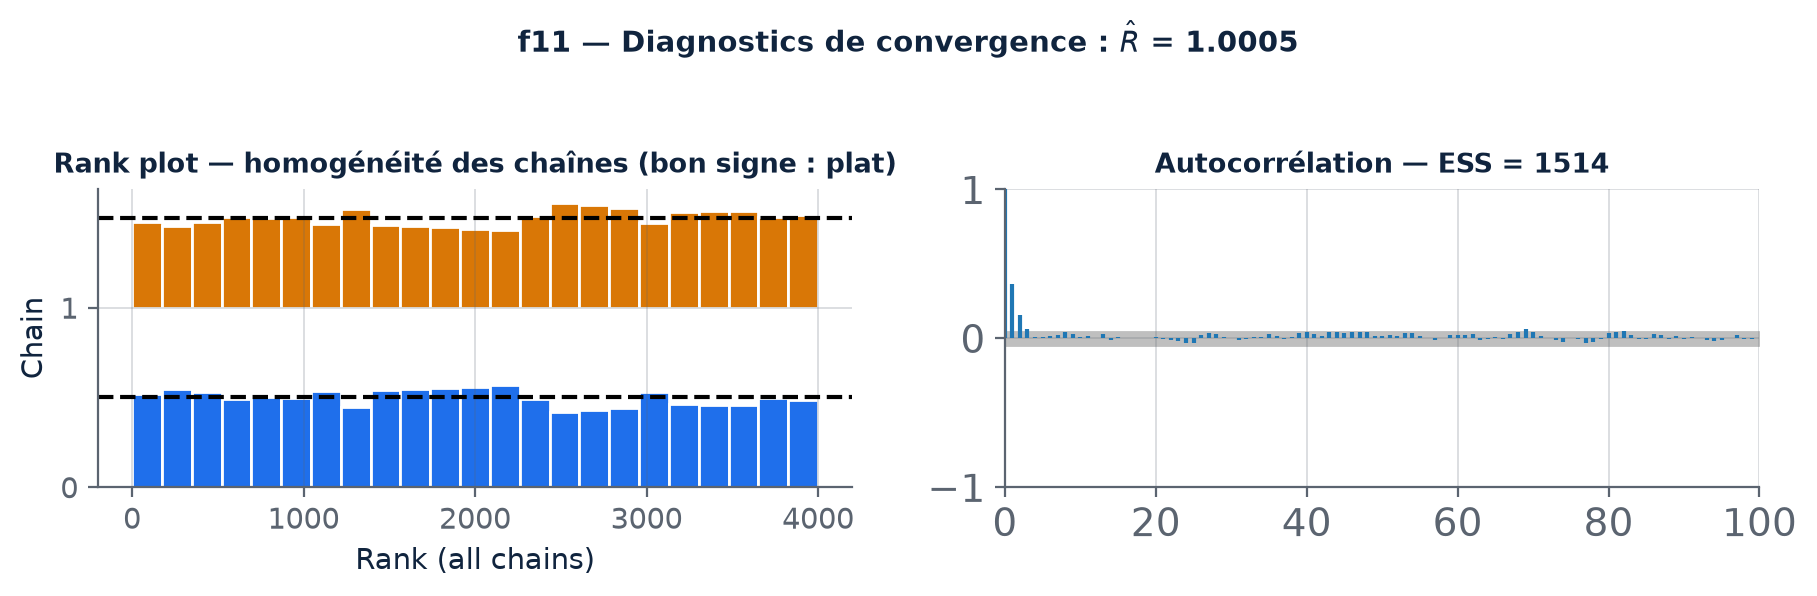 f11 — Diagnostics de convergence : R̂ = 1.0005
Rank plot — homogénéité des chaînes (bon signe : plat)
Chain
1
0
0 1000 2000 3000 4000
Rank (all chains)
Autocorrélation — ESS = 1514
1
0
−1
0 20 40 60 80 100